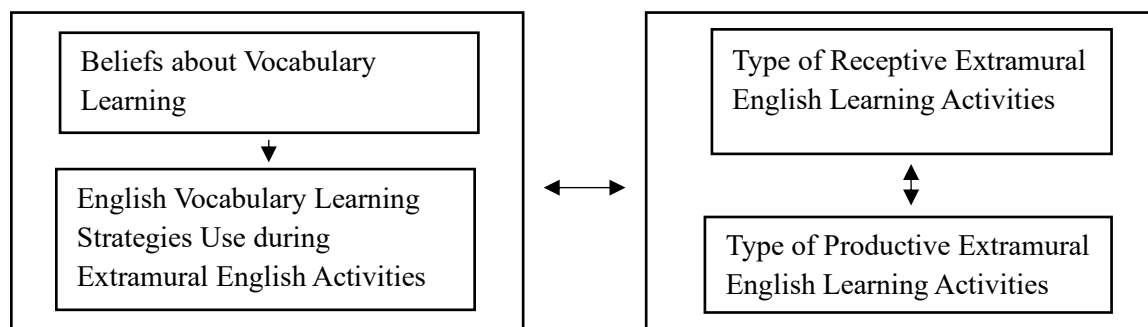 Beliefs about Vocabulary
Learning
English Vocabulary Learning
Strategies Use during
Extramural English Activities
Type of Receptive Extramural
English Learning Activities
Type of Productive Extramural
English Learning Activities